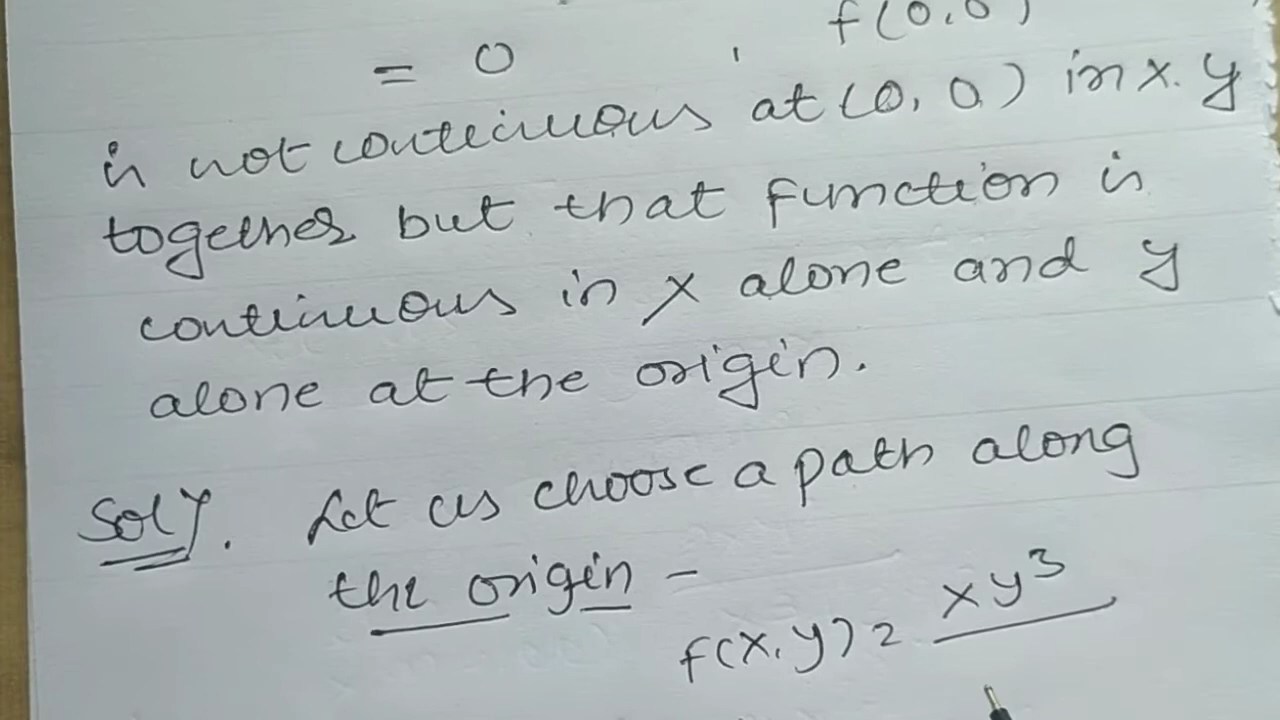 f(0,0)
= 0 ,
is not continuous at (0, 0) in x. y
together but that function is
continuous in x alone and y
alone at the origin.
Solⁿ. Let us choose a path along
the origin –
f(x,y) = xy³